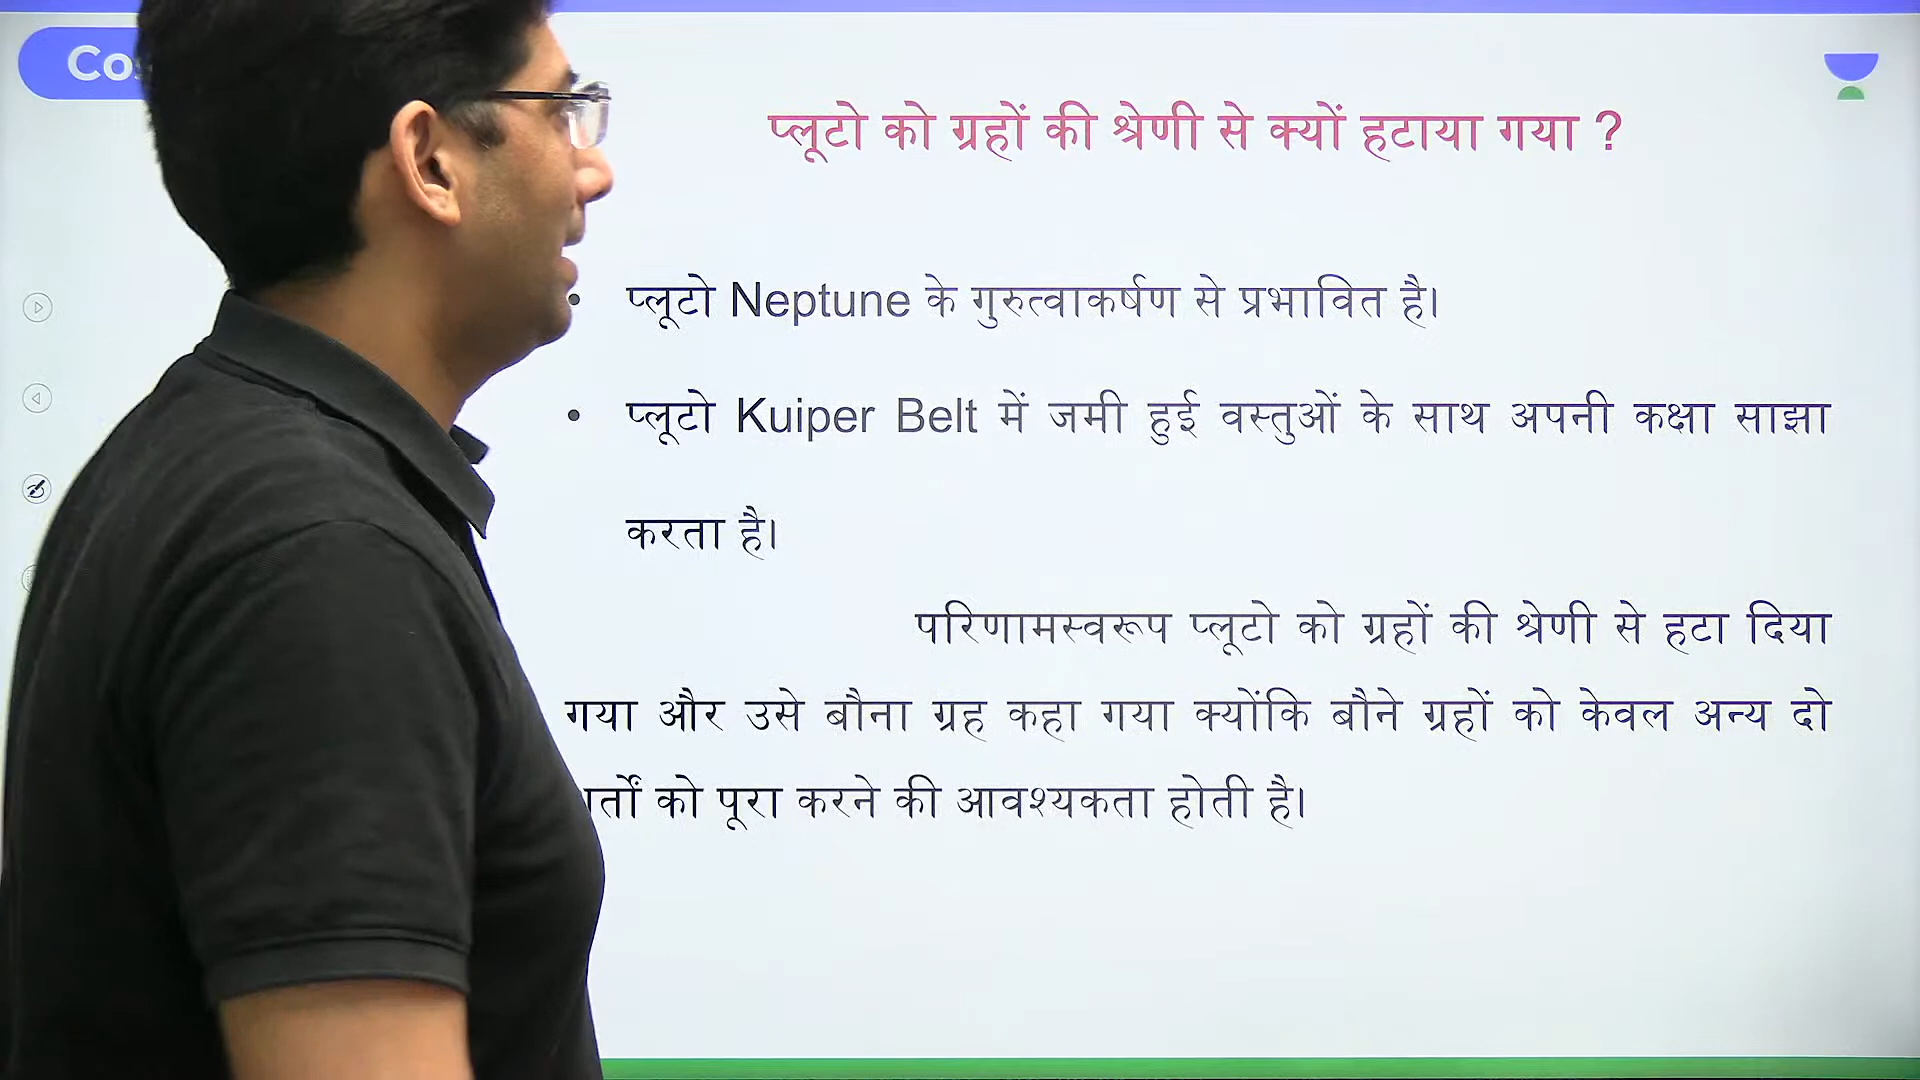 प्लूटो को ग्रहों की श्रेणी से क्यों हटाया गया ?
• प्लूटो Neptune के गुरुत्वाकर्षण से प्रभावित है।
• प्लूटो Kuiper Belt में जमी हुई वस्तुओं के साथ अपनी कक्षा साझा
करता है।
परिणामस्वरूप प्लूटो को ग्रहों की श्रेणी से हटा दिया
गया और उसे बौना ग्रह कहा गया क्योंकि बौने ग्रहों को केवल अन्य दो
को पूरा करने की आवश्यकता होती है।